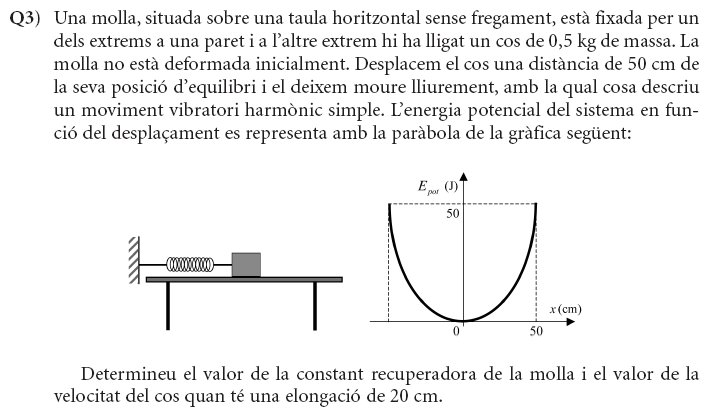 Q3) Una molla, situada sobre una taula horitzontal sense fregament, està fixada per un
dels extrems a una paret i a l'altre extrem hi ha lligat un cos de 0,5 kg de massa. La
molla no està deformada inicialment. Desplacem el cos una distància de 50 cm de
la seva posició d'equilibri i el deixem moure lliurement, amb la qual cosa descriu
un moviment vibratori harmònic simple. L'energia potencial del sistema en fun-
ció del desplaçament es representa amb la paràbola de la gràfica següent:
E pot (J)
50
x (cm)
0 50
Determineu el valor de la constant recuperadora de la molla i el valor de la
velocitat del cos quan té una elongació de 20 cm.